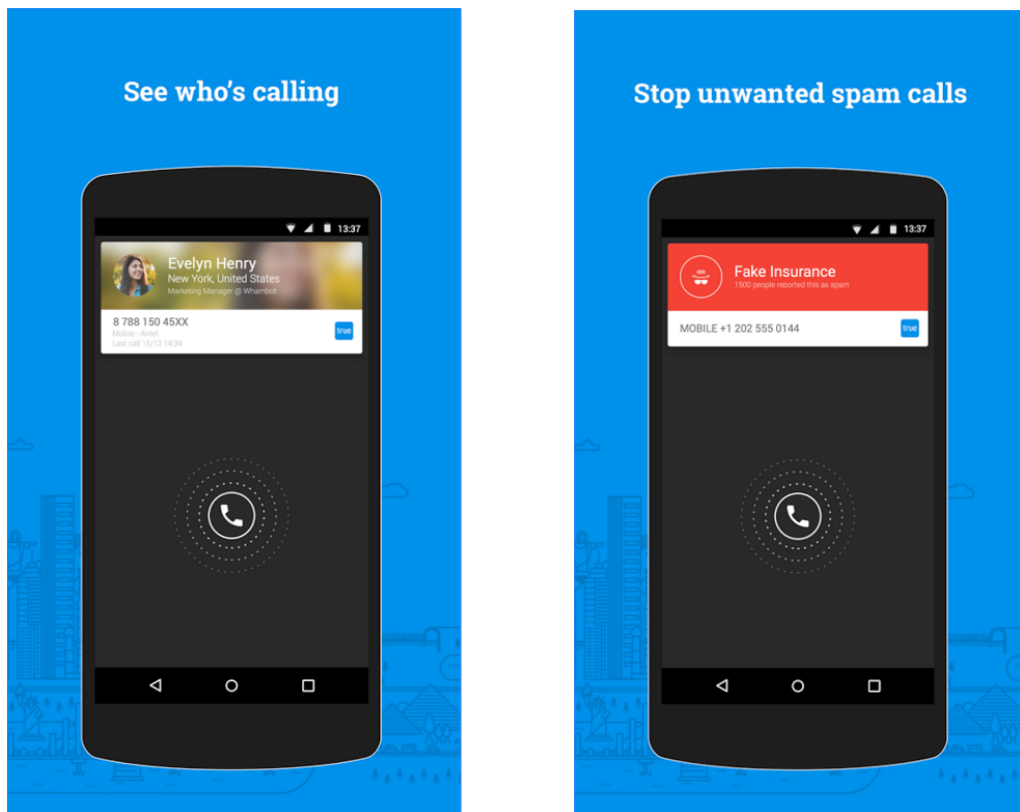 See who's calling
13:37
Evelyn Henry
New York, United States
Marketing Manager @ Whambot
8 788 150 45XX
Mobile - Airtel
Last call 15/12 14:34
true
Stop unwanted spam calls
13:37
Fake Insurance
1500 people reported this as spam
MOBILE +1 202 555 0144
true